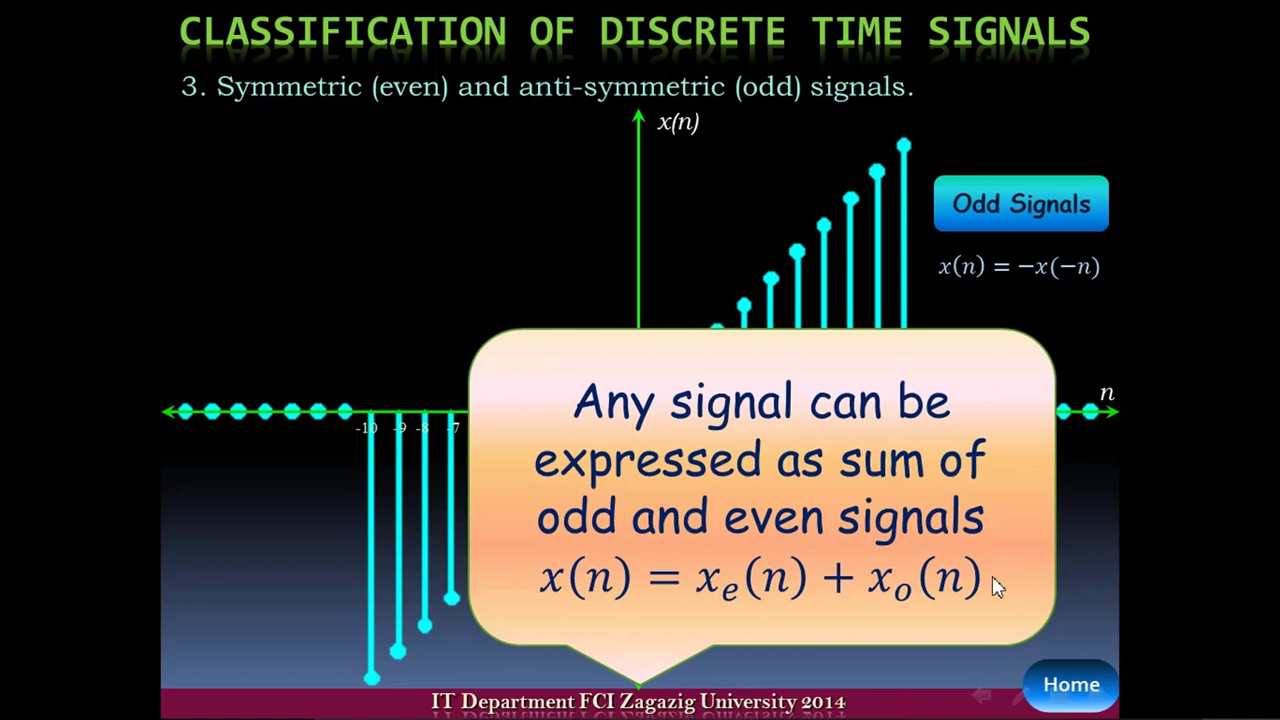 CLASSIFICATION OF DISCRETE TIME SIGNALS
3. Symmetric (even) and anti-symmetric (odd) signals.
x(n)
Odd Signals
x(n) = −x(−n)
n
-10 -9 -8 -7
Any signal can be
expressed as sum of
odd and even signals
x(n) = xₑ(n) + xₒ(n)
Home
IT Department FCI Zagazig University 2014